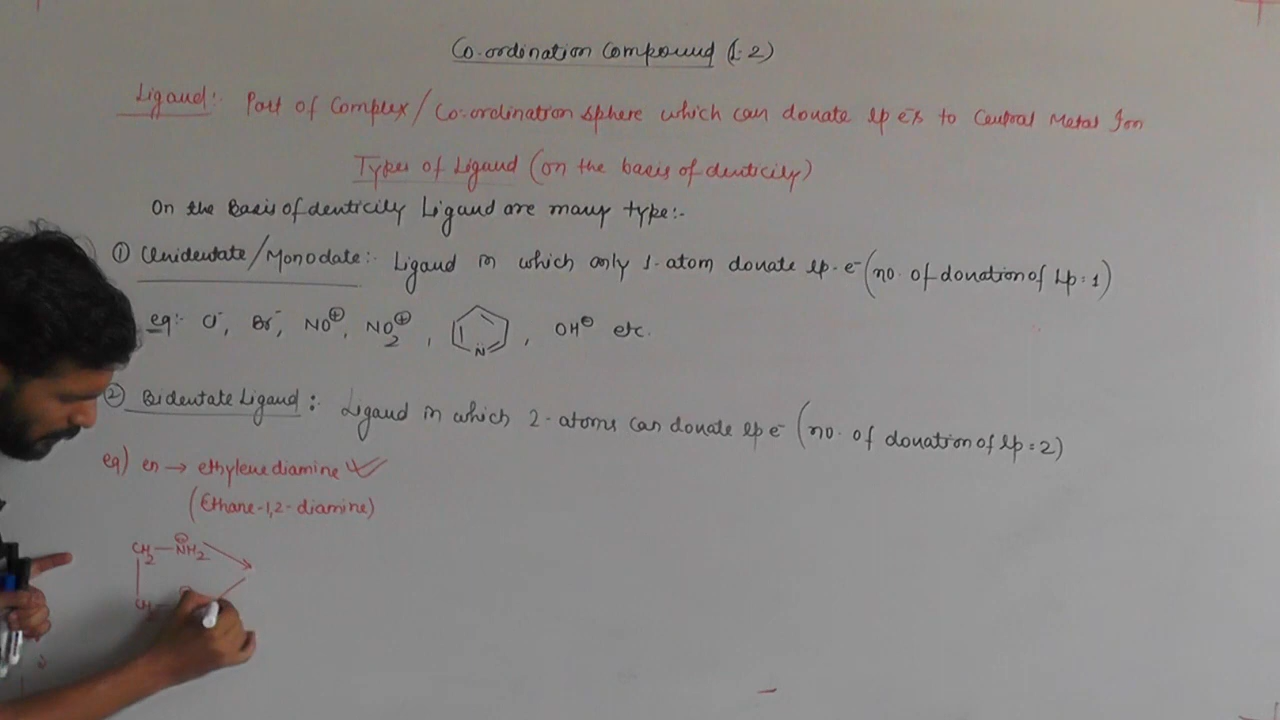 Co-ordination Compound (L-2)
Ligand:- Part of Complex/Co-ordination sphere which can donate lp e⁻s to Central Metal Ion
Types of Ligand (on the basis of denticity)
On the Basis of denticity Ligand are many type:-
① Unidentate/Monodate:- Ligand in which only 1-atom donate lp-e⁻ (no. of donation of Lp=1)
eg:- Cl⁻, Br⁻, NO⊕, NO₂⊕, N̈, OH⊖ etc.
② Bidentate Ligand:- Ligand in which 2-atoms can donate lp e⁻ (no. of donation of lp=2)
eg) en → ethylene diamine
(Ethane-1,2-diamine)
CH₂—N̈H₂
CH